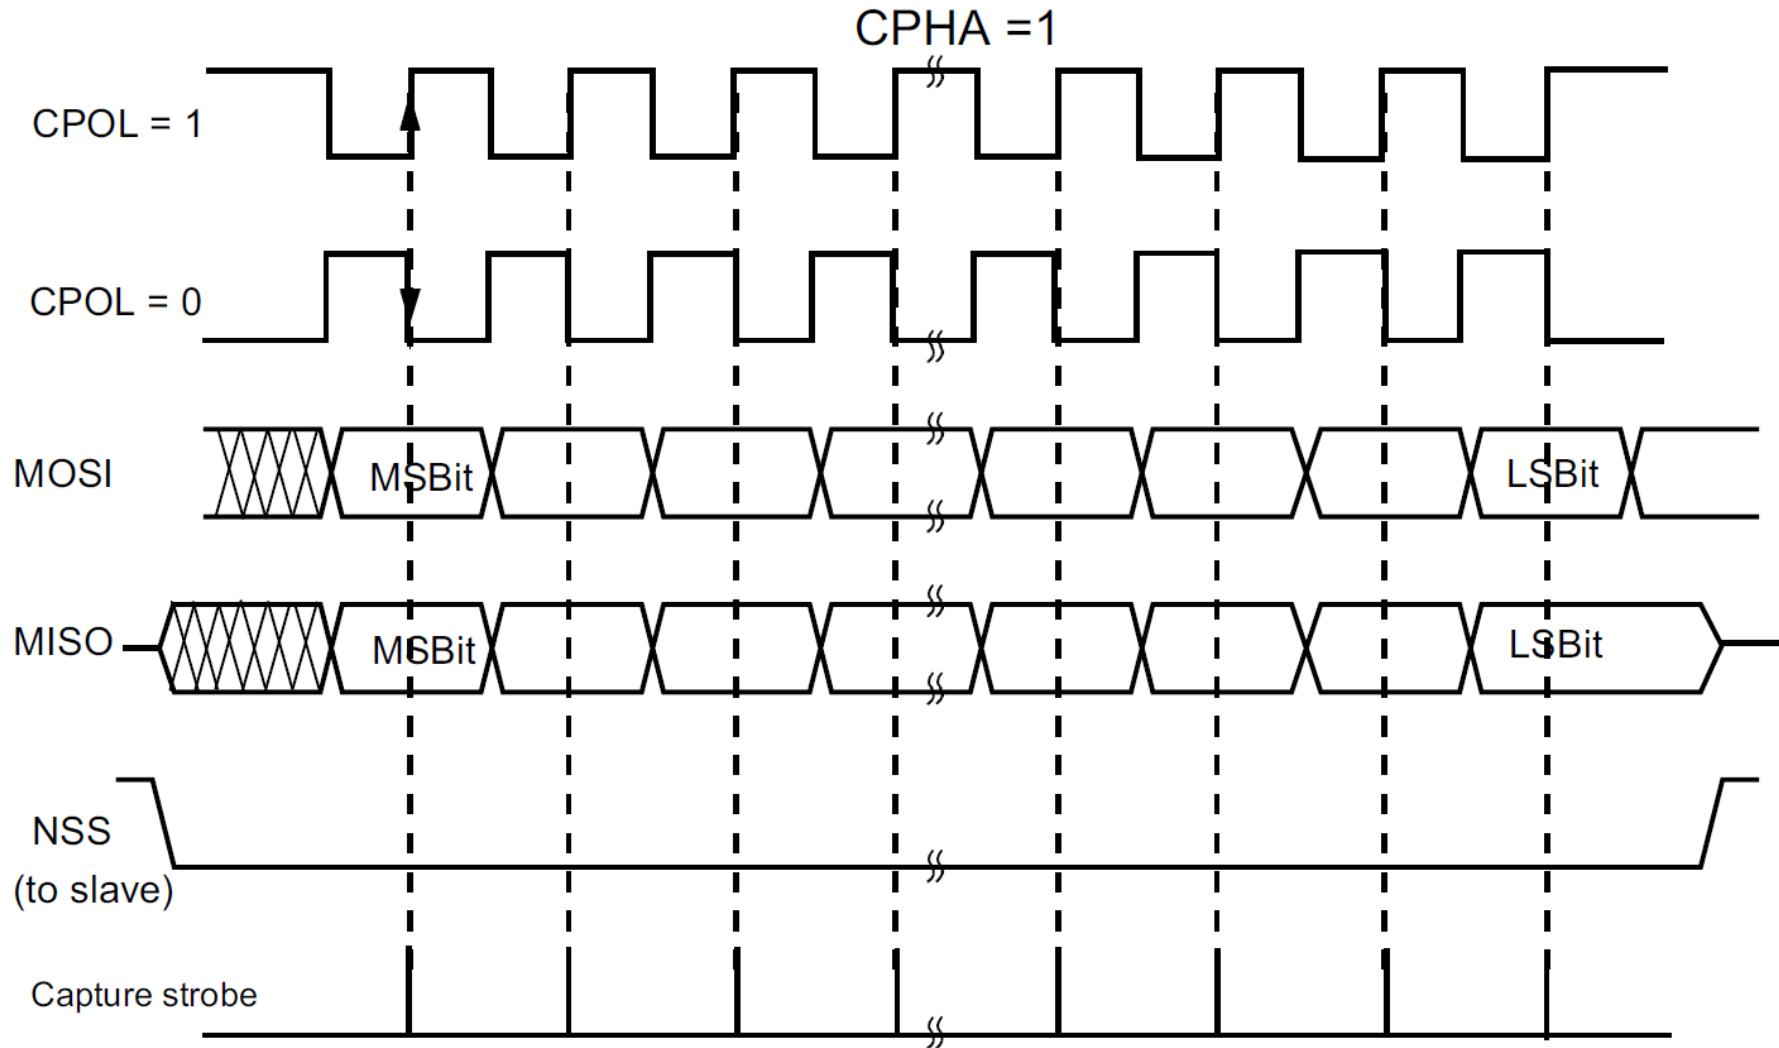 CPHA =1
CPOL = 1
CPOL = 0
MOSI
MSBit
LSBit
MISO
MSBit
LSBit
NSS
(to slave)
Capture strobe